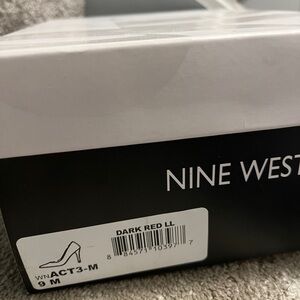 NINE WEST
DARK RED LL
8 84571 10397 7
WNACT3-M
9 M